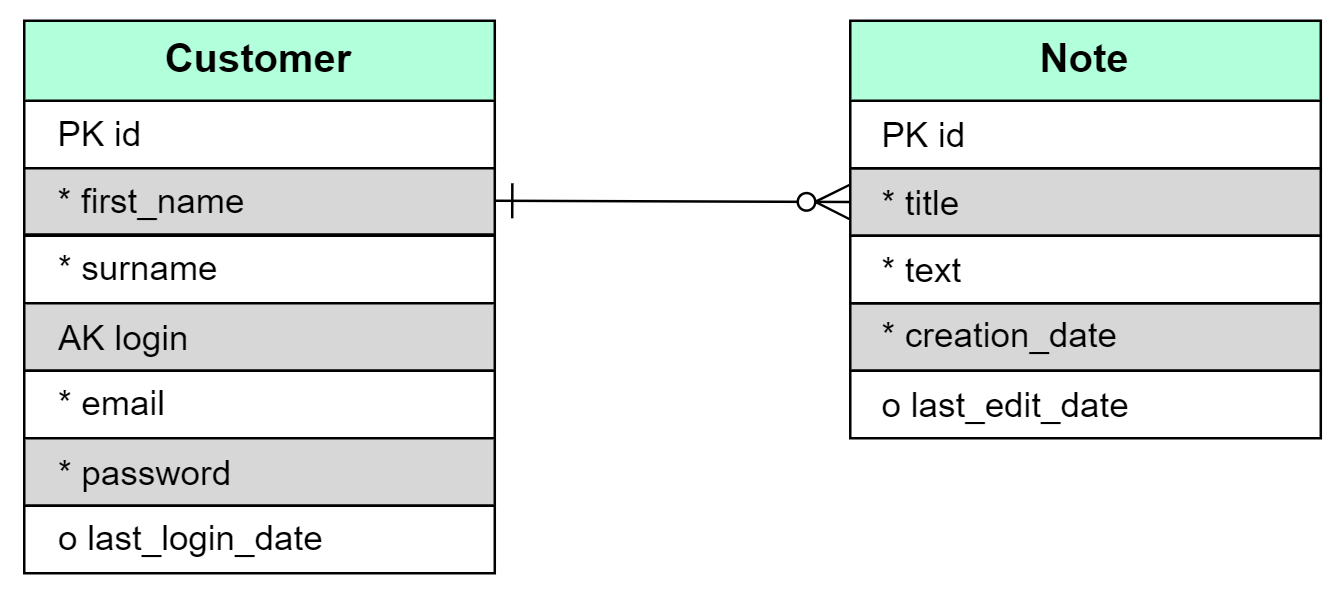 Customer
PK id
* first_name
* surname
AK login
* email
* password
o last_login_date
Note
PK id
* title
* text
* creation_date
o last_edit_date